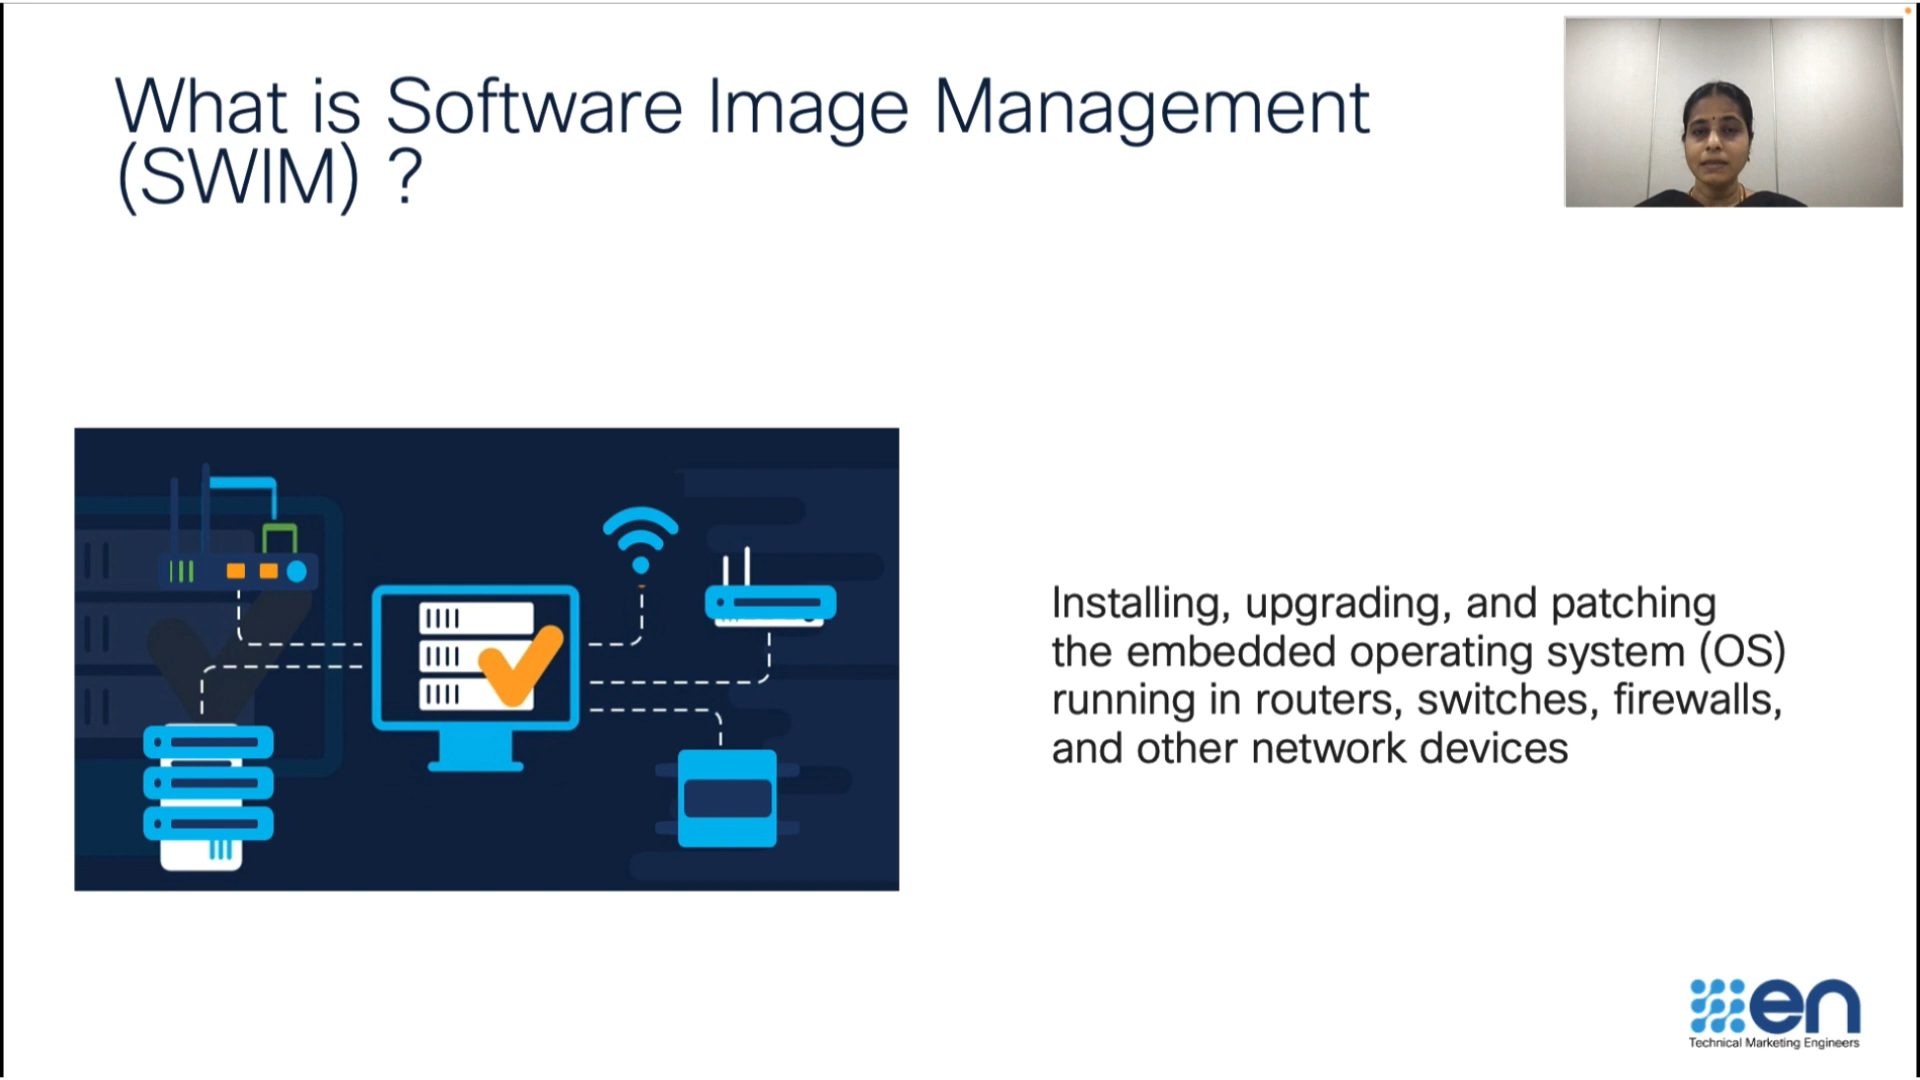 What is Software Image Management
(SWIM) ?
Installing, upgrading, and patching
the embedded operating system (OS)
running in routers, switches, firewalls,
and other network devices
en
Technical Marketing Engineers